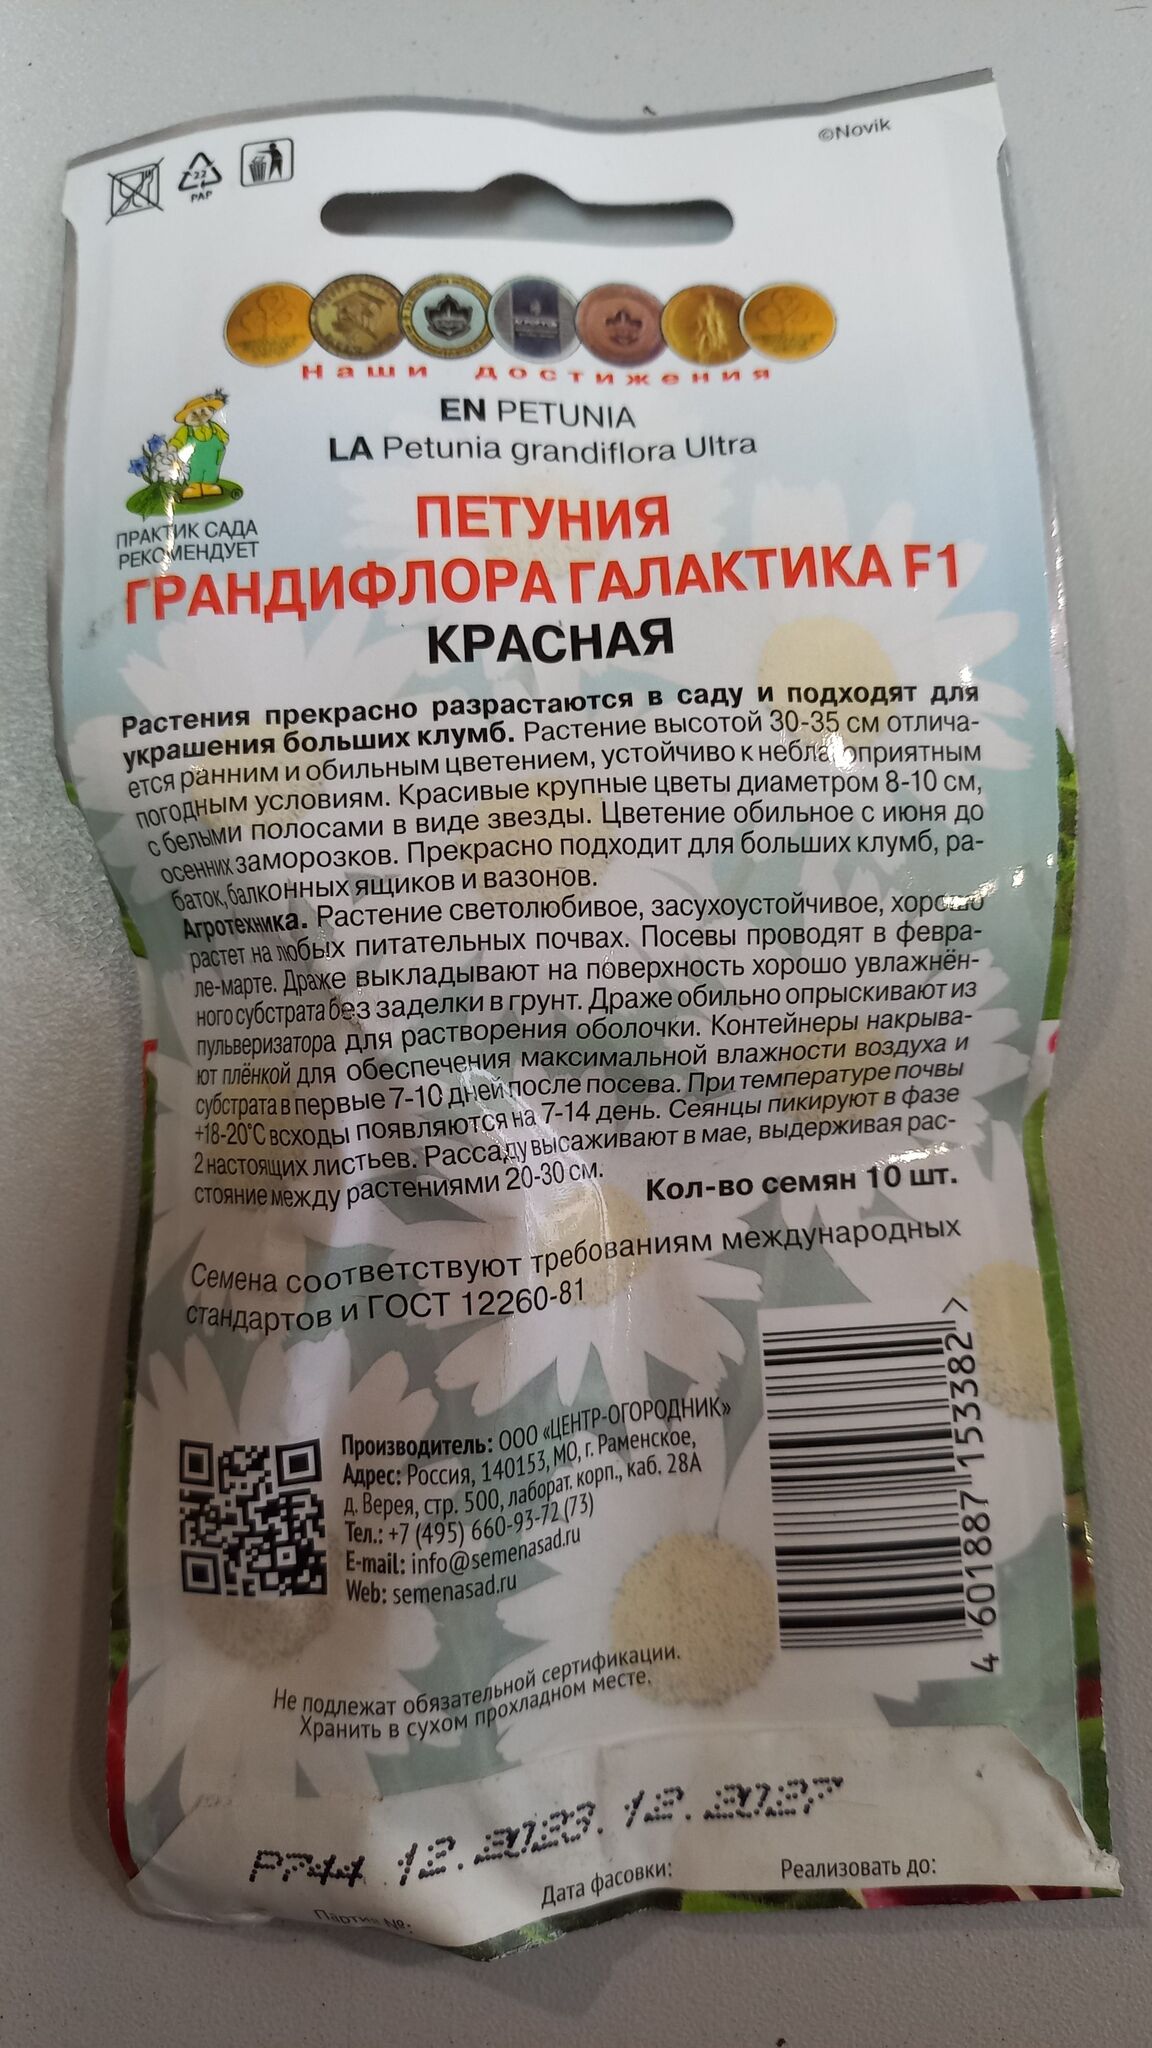 ©Novik
22
PAP
Наши достижения
EN PETUNIA
LA Petunia grandiflora Ultra
ПРАКТИК САДА
РЕКОМЕНДУЕТ
ПЕТУНИЯ
ГРАНДИФЛОРА ГАЛАКТИКА F1
КРАСНАЯ
Растения прекрасно разрастаются в саду и подходят для
украшения больших клумб. Растение высотой 30-35 см отлича-
ется ранним и обильным цветением, устойчиво к неблагоприятным
погодным условиям. Красивые крупные цветы диаметром 8-10 см,
с белыми полосами в виде звезды. Цветение обильное с июня до
осенних заморозков. Прекрасно подходит для больших клумб, ра-
баток, балконных ящиков и вазонов.
Агротехника. Растение светолюбивое, засухоустойчивое, хорошо
растет на любых питательных почвах. Посевы проводят в февра-
ле-марте. Драже выкладывают на поверхность хорошо увлажнён-
ного субстрата без заделки в грунт. Драже обильно опрыскивают из
пульверизатора для растворения оболочки. Контейнеры накрыва-
ют плёнкой для обеспечения максимальной влажности воздуха и
субстрата в первые 7-10 дней после посева. При температуре почвы
+18-20°С всходы появляются на 7-14 день. Сеянцы пикируют в фазе
2 настоящих листьев. Рассаду высаживают в мае, выдерживая рас-
стояние между растениями 20-30 см.
Кол-во семян 10 шт.
Семена соответствуют требованиям международных
стандартов и ГОСТ 12260-81
Производитель: ООО «ЦЕНТР-ОГОРОДНИК»
Адрес: Россия, 140153, МО, г. Раменское,
д. Верея, стр. 500, лаборат. корп., каб. 28А
Тел.: +7 (495) 660-93-72 (73)
E-mail: info@semenasad.ru
Web: semenasad.ru
4 601887 153382 >
Не подлежат обязательной сертификации.
Хранить в сухом прохладном месте.
Р744 12.2023.12.2027
Партия №:
Дата фасовки:
Реализовать до: